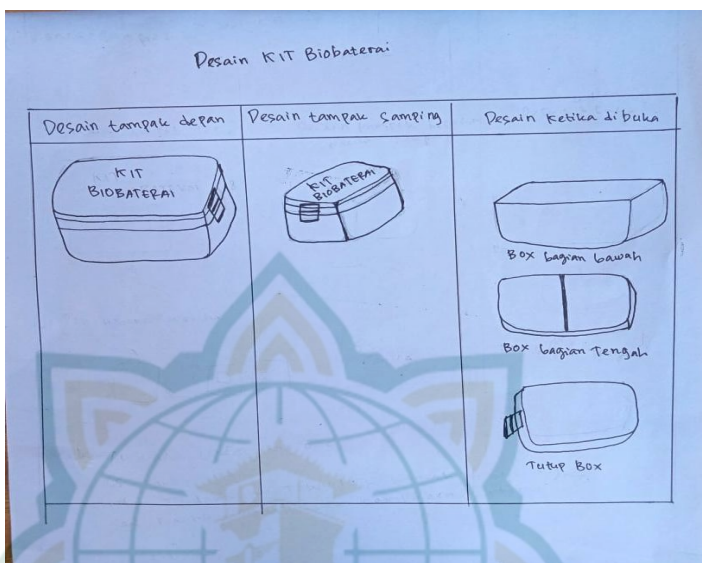 Desain KIT Biobaterai
Desain tampak depan
Desain tampak samping
Desain ketika dibuka
KIT
BIOBATERAI
KIT
BIOBATERAI
Box bagian bawah
Box bagian Tengah
Tutup Box